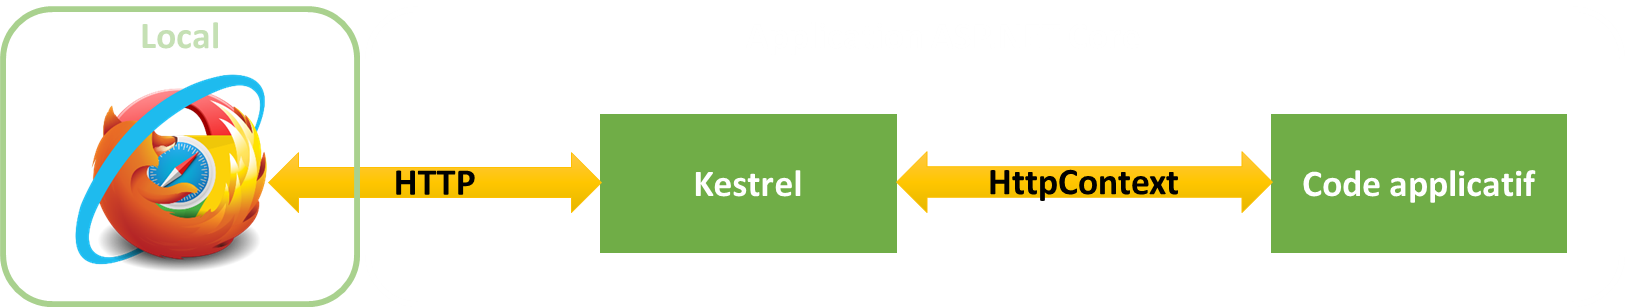 Local
HTTP
Kestrel
HttpContext
Code applicatif